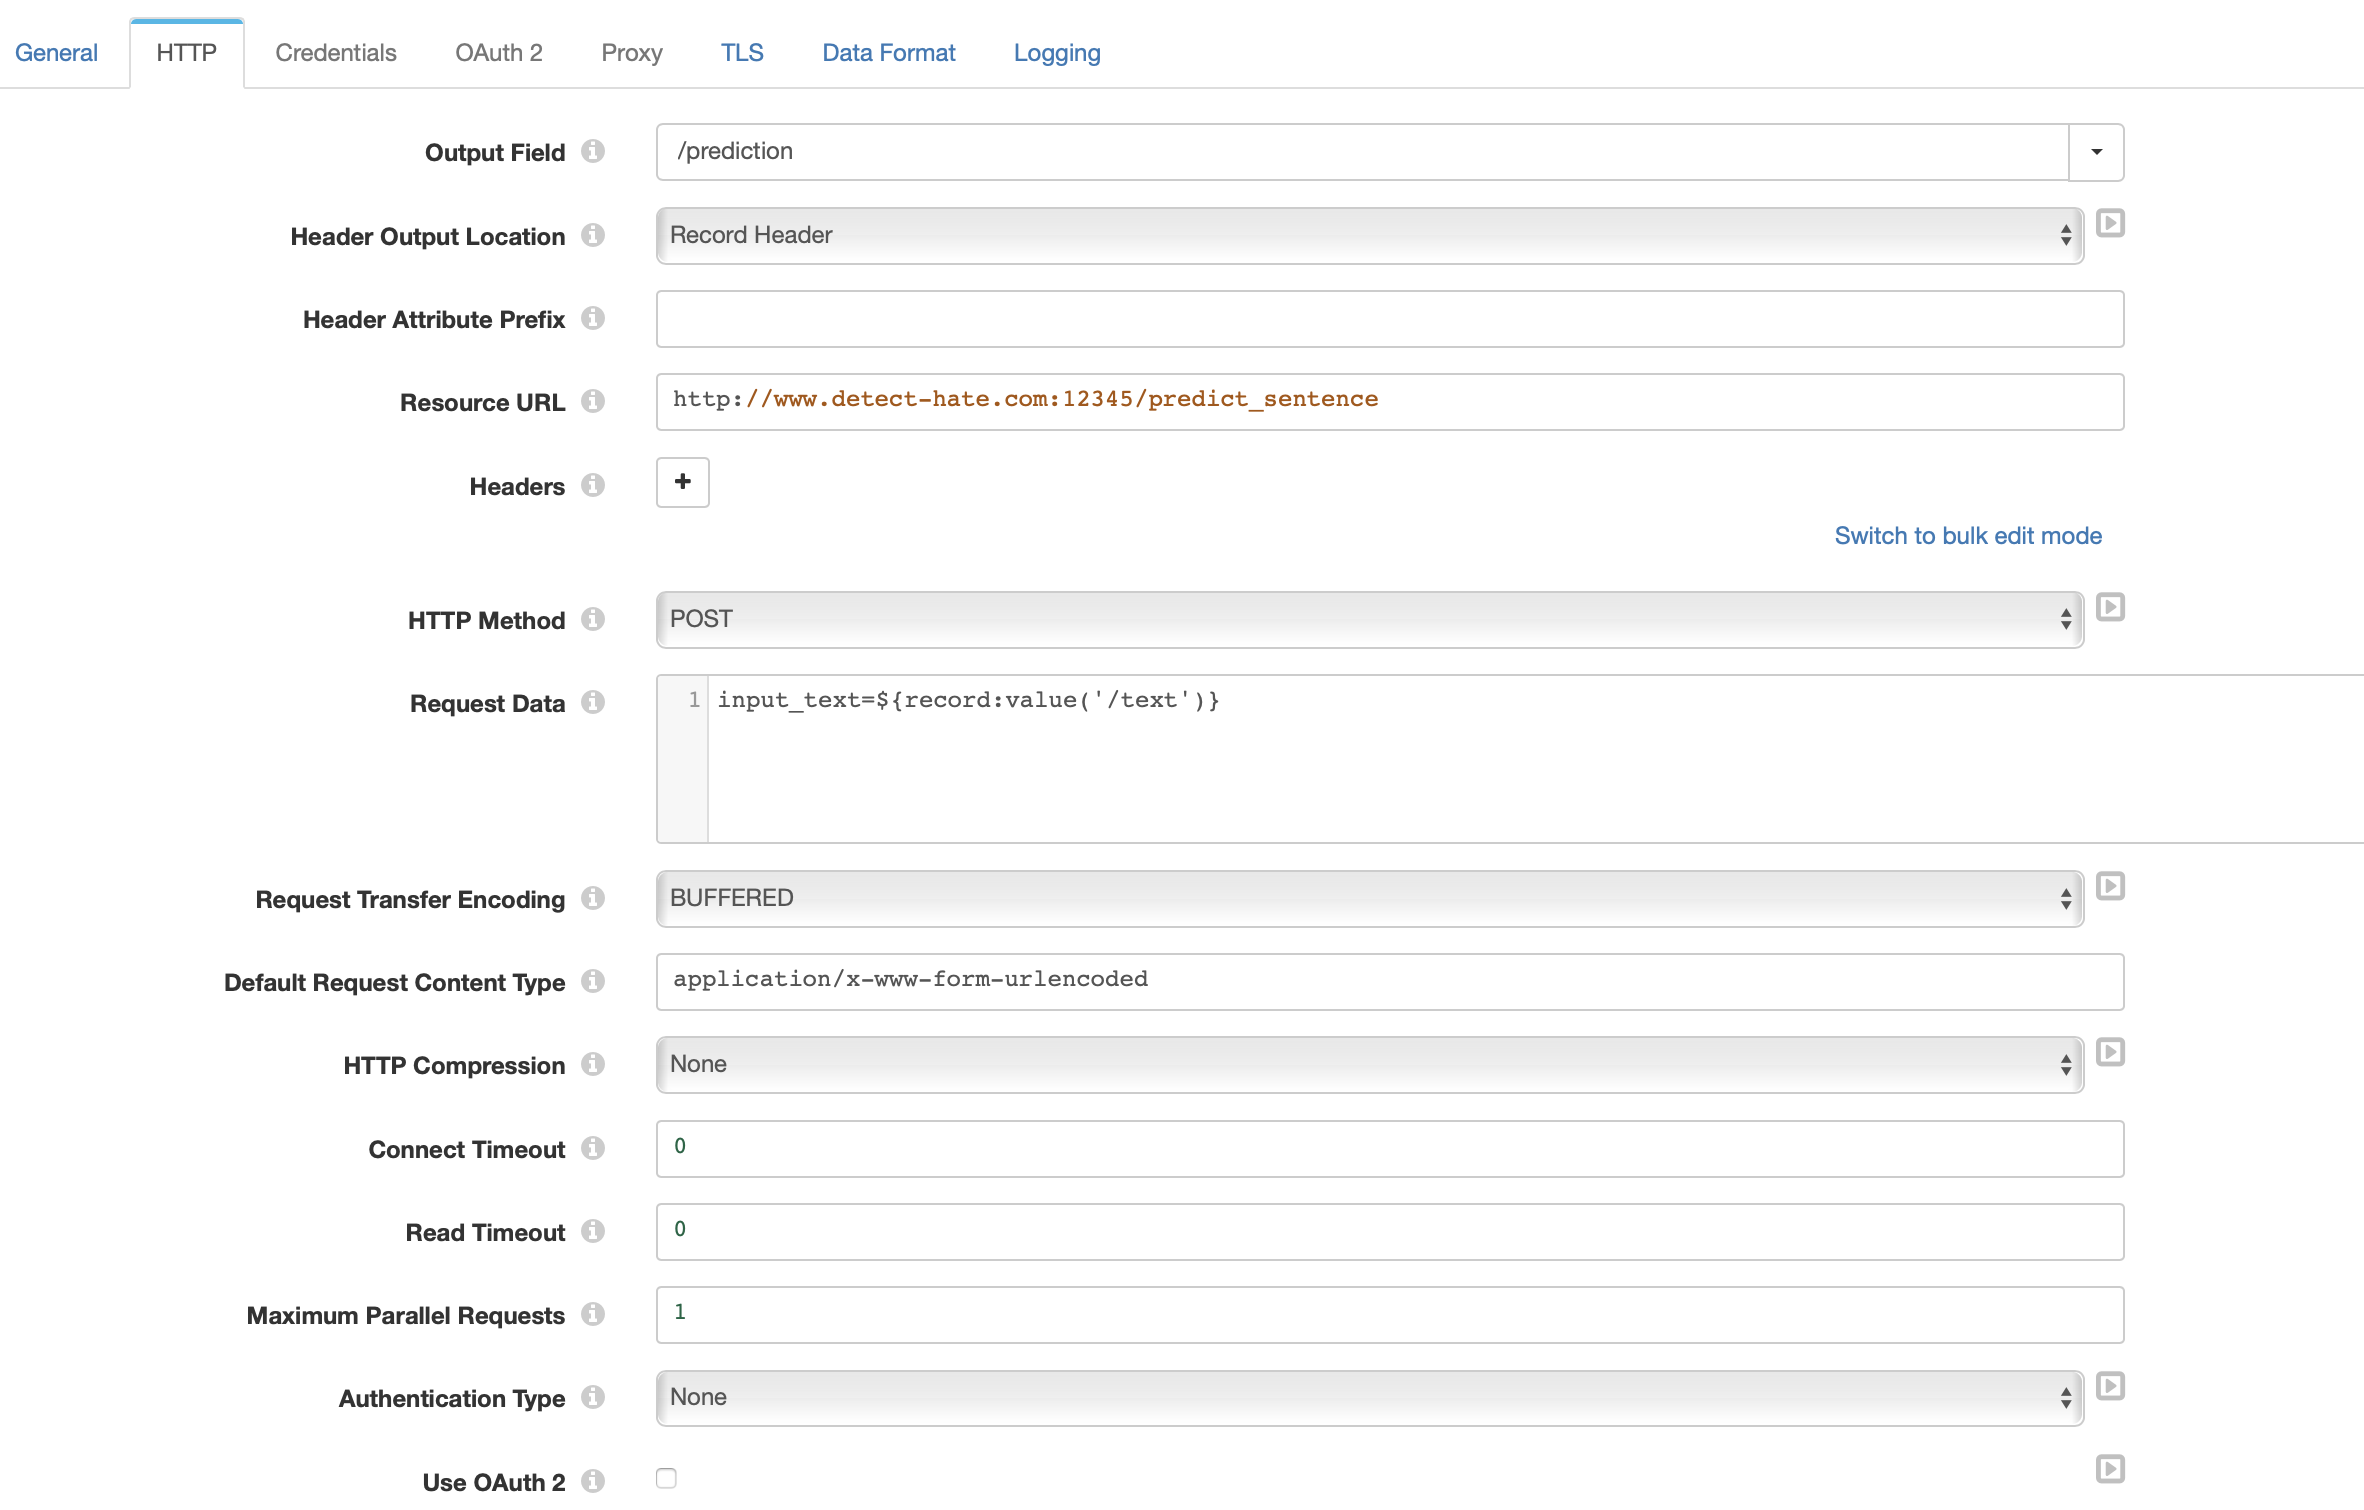 General HTTP Credentials OAuth 2 Proxy TLS Data Format Logging
Output Field /prediction
Header Output Location Record Header
Header Attribute Prefix
Resource URL http://www.detect-hate.com:12345/predict_sentence
Headers +
Switch to bulk edit mode
HTTP Method POST
Request Data 1 input_text=${record:value('/text')}
Request Transfer Encoding BUFFERED
Default Request Content Type application/x-www-form-urlencoded
HTTP Compression None
Connect Timeout 0
Read Timeout 0
Maximum Parallel Requests 1
Authentication Type None
Use OAuth 2